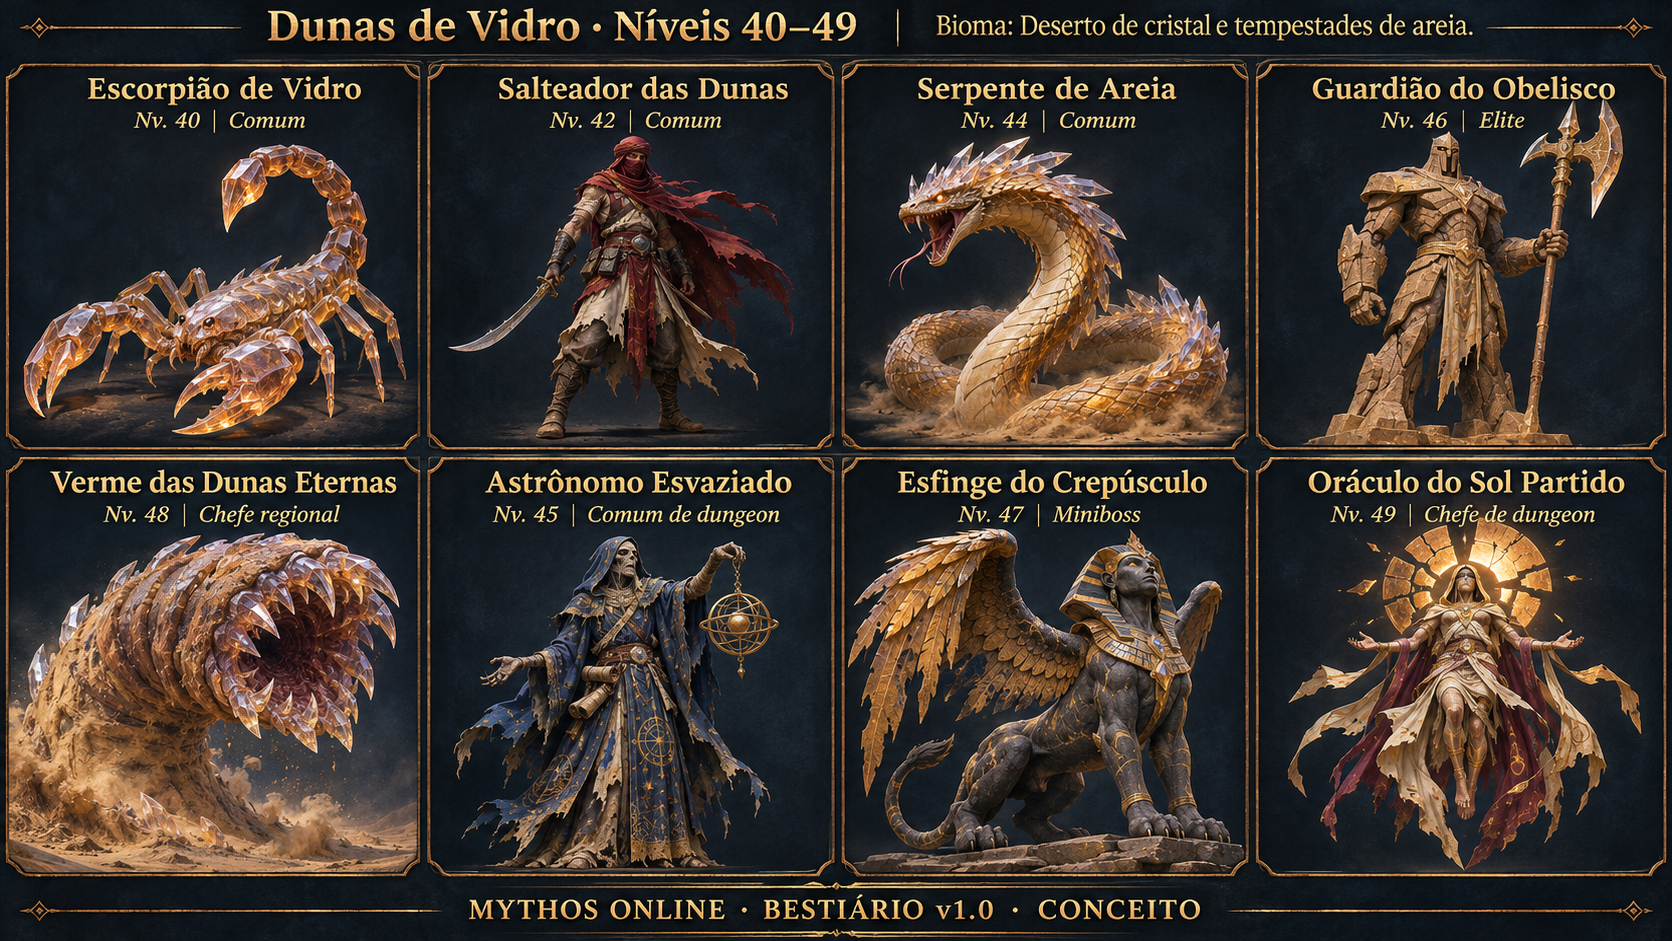 Dunas de Vidro · Níveis 40–49
Bioma: Deserto de cristal e tempestades de areia.
Escorpião de Vidro
Nv. 40 | Comum
Salteador das Dunas
Nv. 42 | Comum
Serpente de Areia
Nv. 44 | Comum
Guardião do Obelisco
Nv. 46 | Elite
Verme das Dunas Eternas
Nv. 48 | Chefe regional
Astrônomo Esvaziado
Nv. 45 | Comum de dungeon
Esfinge do Crepúsculo
Nv. 47 | Miniboss
Oráculo do Sol Partido
Nv. 49 | Chefe de dungeon
MYTHOS ONLINE · BESTIÁRIO v1.0 · CONCEITO